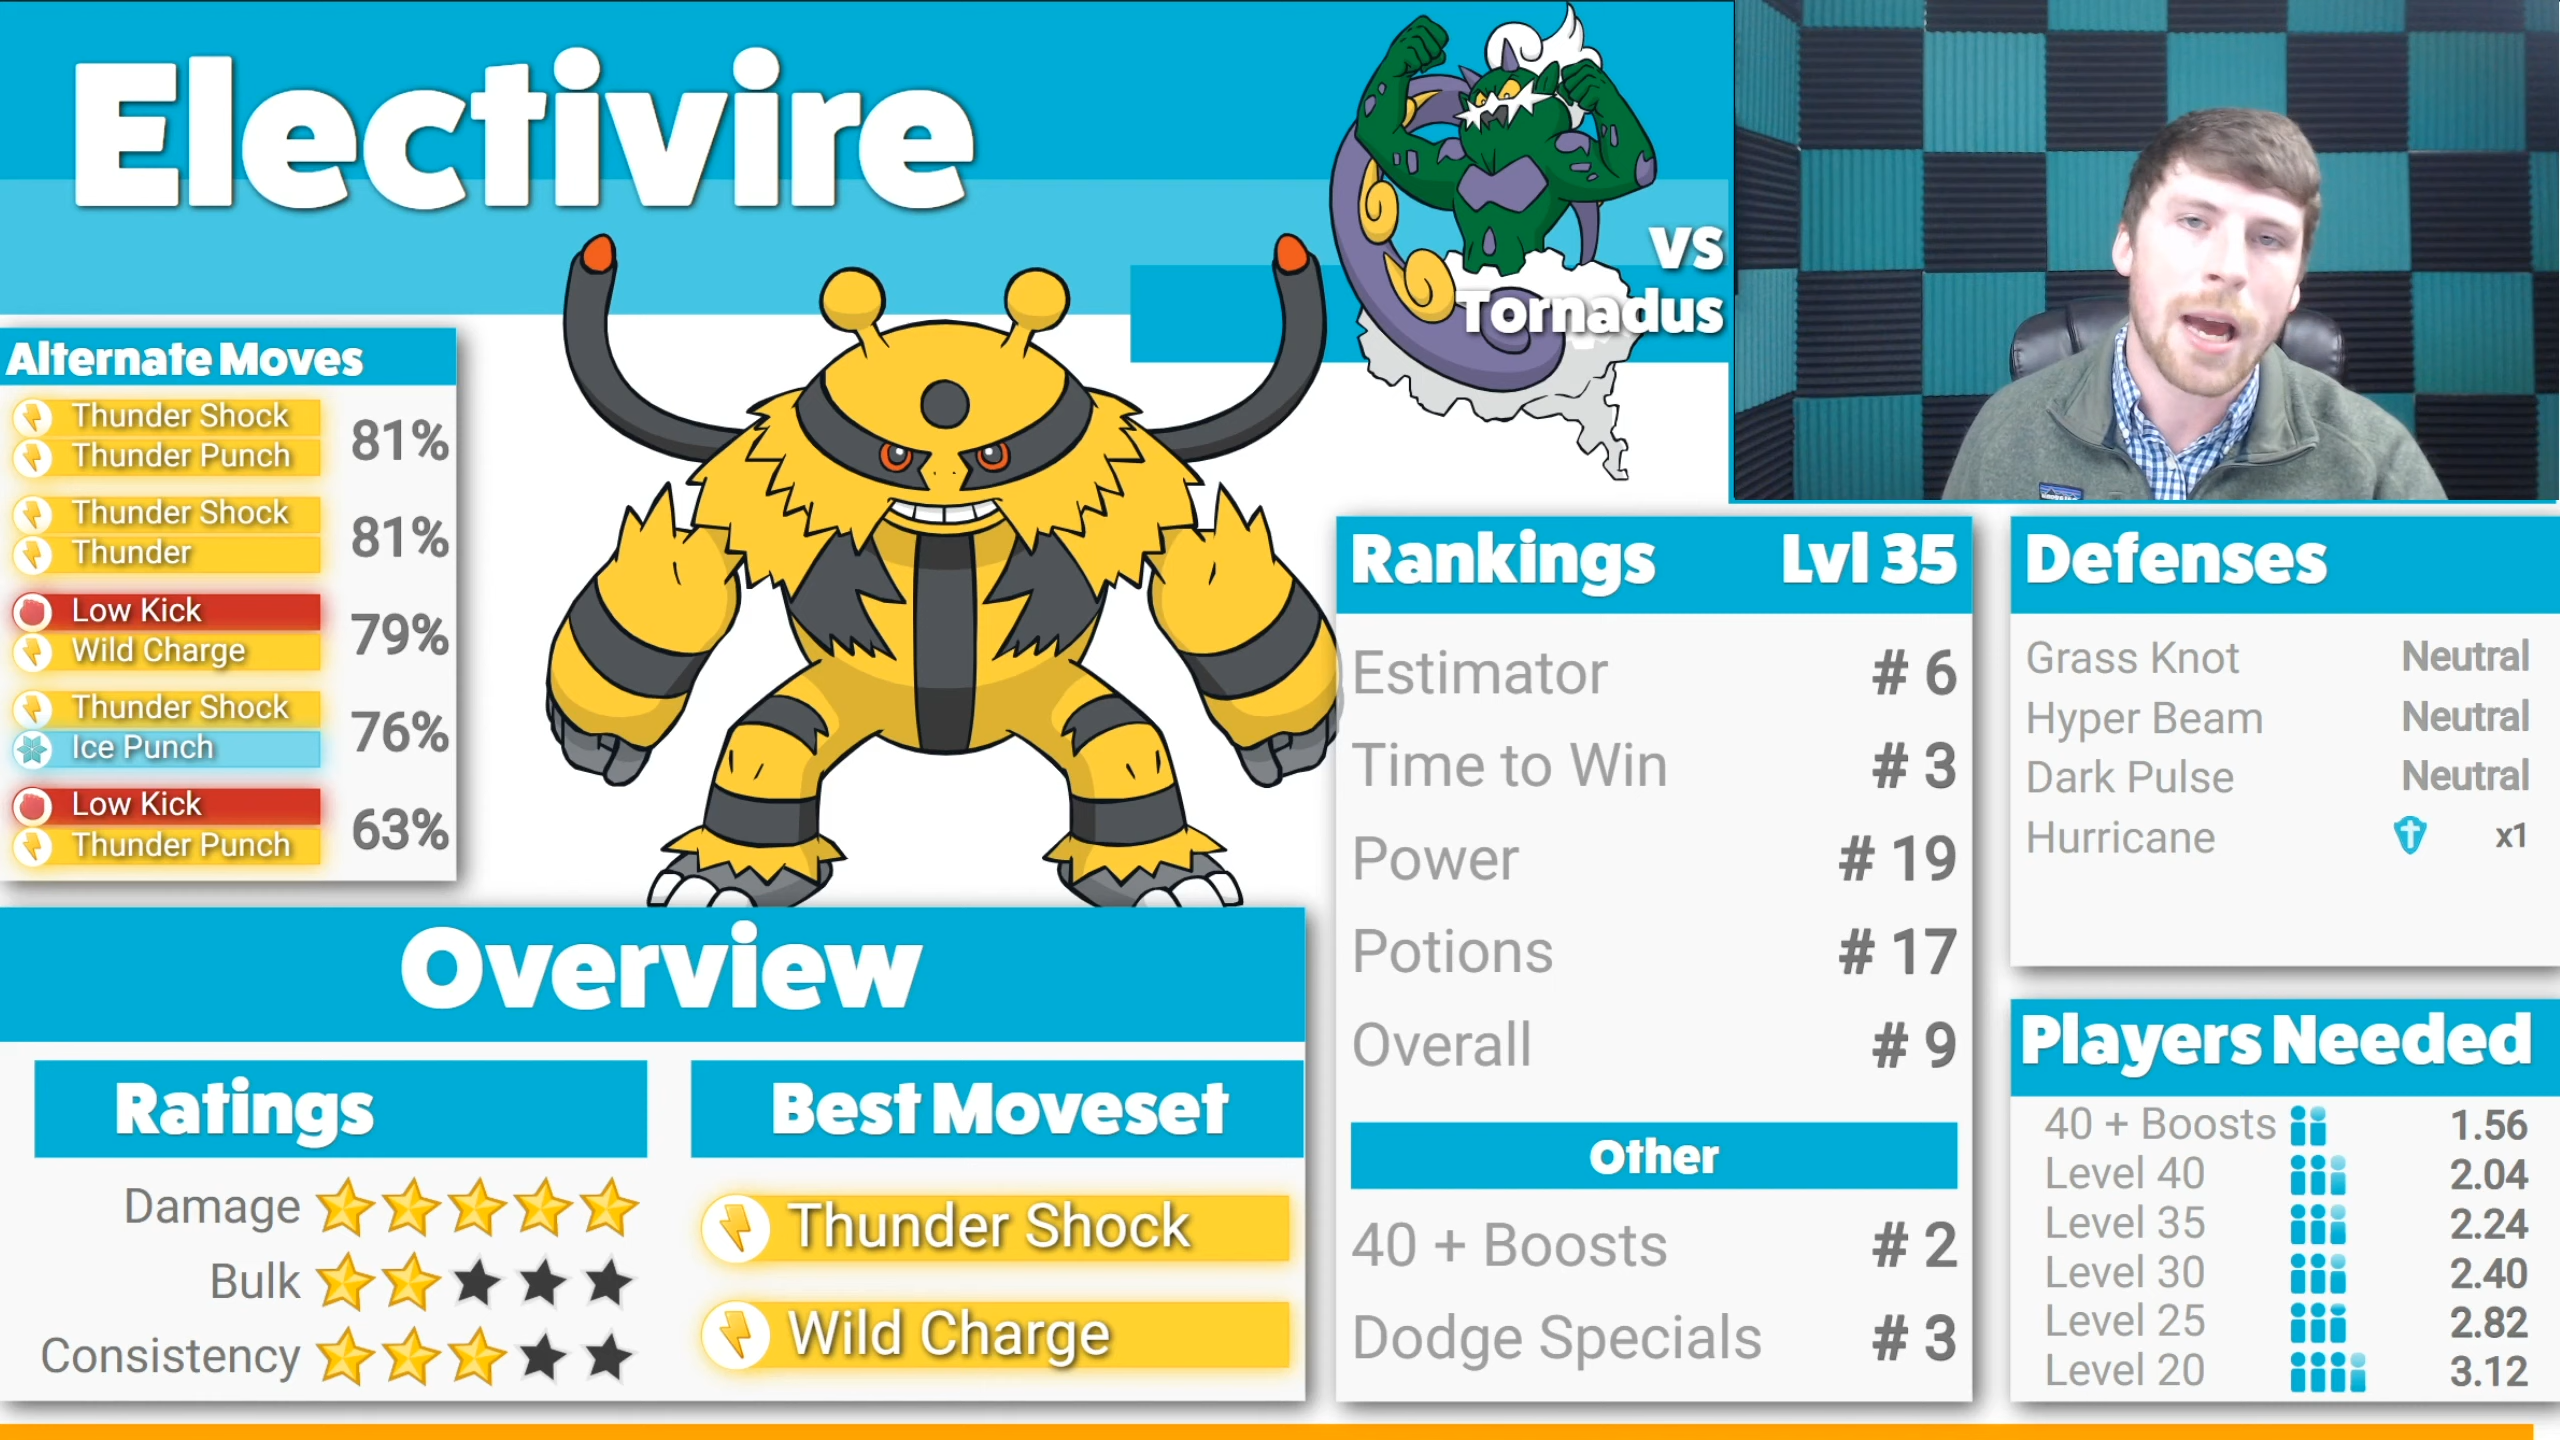 Electivire
vs
Tornadus
Alternate Moves
Thunder Shock
Thunder Punch
81%
Thunder Shock
Thunder
81%
Low Kick
Wild Charge
79%
Thunder Shock
Ice Punch
76%
Low Kick
Thunder Punch
63%
Overview
Ratings
Damage
Bulk
Consistency
Best Moveset
Thunder Shock
Wild Charge
Rankings Lvl 35
Estimator # 6
Time to Win # 3
Power # 19
Potions # 17
Overall # 9
Other
40 + Boosts # 2
Dodge Specials # 3
Defenses
Grass Knot Neutral
Hyper Beam Neutral
Dark Pulse Neutral
Hurricane x1
Players Needed
40 + Boosts 1.56
Level 40 2.04
Level 35 2.24
Level 30 2.40
Level 25 2.82
Level 20 3.12